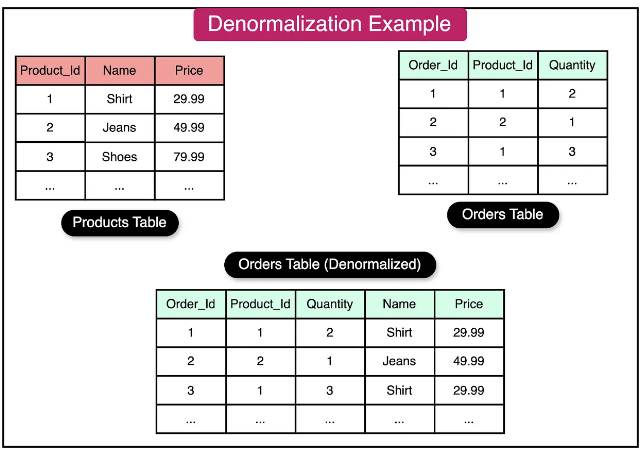 Denormalization Example
Product_Id Name Price
1 Shirt 29.99
2 Jeans 49.99
3 Shoes 79.99
... ... ...
Products Table
Order_Id Product_Id Quantity
1 1 2
2 2 1
3 1 3
... ... ...
Orders Table
Orders Table (Denormalized)
Order_Id Product_Id Quantity Name Price
1 1 2 Shirt 29.99
2 2 1 Jeans 49.99
3 1 3 Shirt 29.99
... ... ... ... ...